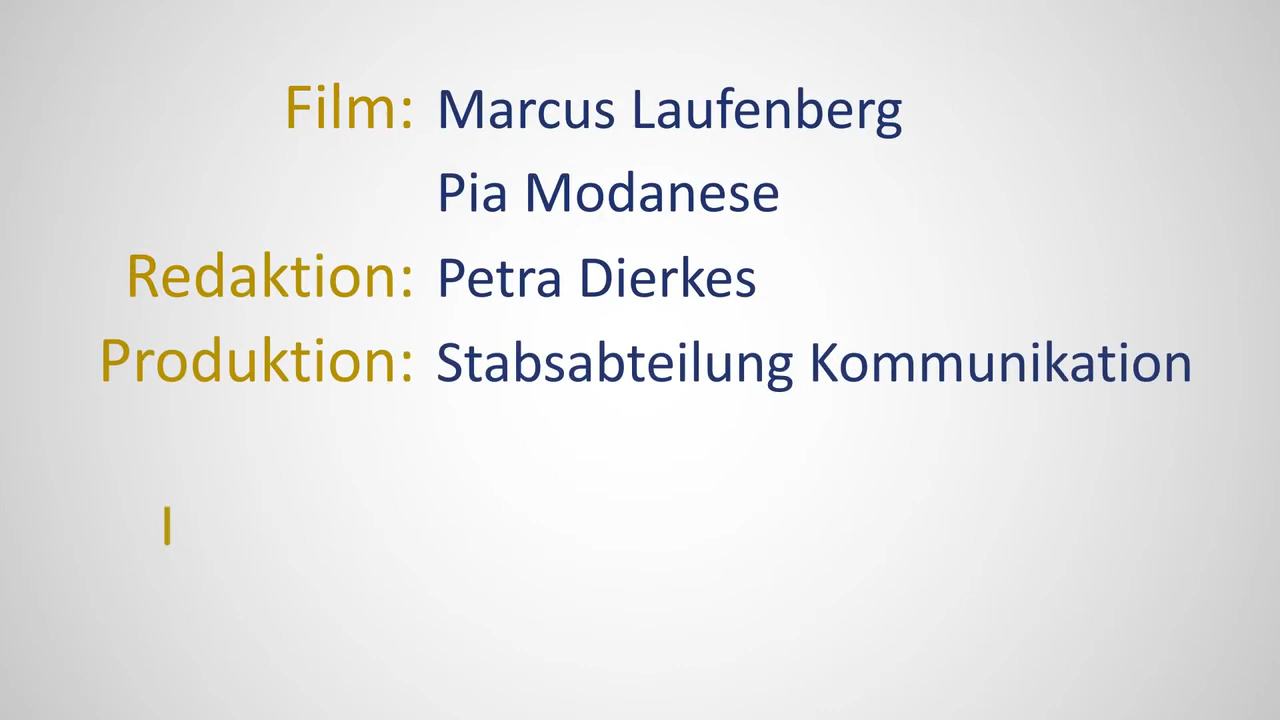 Film: Marcus Laufenberg
Pia Modanese
Redaktion: Petra Dierkes
Produktion: Stabsabteilung Kommunikation
I